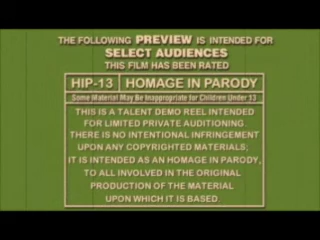 THE FOLLOWING PREVIEW IS INTENDED FOR
SELECT AUDIENCES
THIS FILM HAS BEEN RATED
HIP-13 HOMAGE IN PARODY
Some Material May Be Inappropriate for Children Under 13
THIS IS A TALENT DEMO REEL INTENDED
FOR LIMITED PRIVATE AUDITIONING.
THERE IS NO INTENTIONAL INFRINGEMENT
UPON ANY COPYRIGHTED MATERIALS;
IT IS INTENDED AS AN HOMAGE IN PARODY,
TO ALL INVOLVED IN THE ORIGINAL
PRODUCTION OF THE MATERIAL
UPON WHICH IT IS BASED.